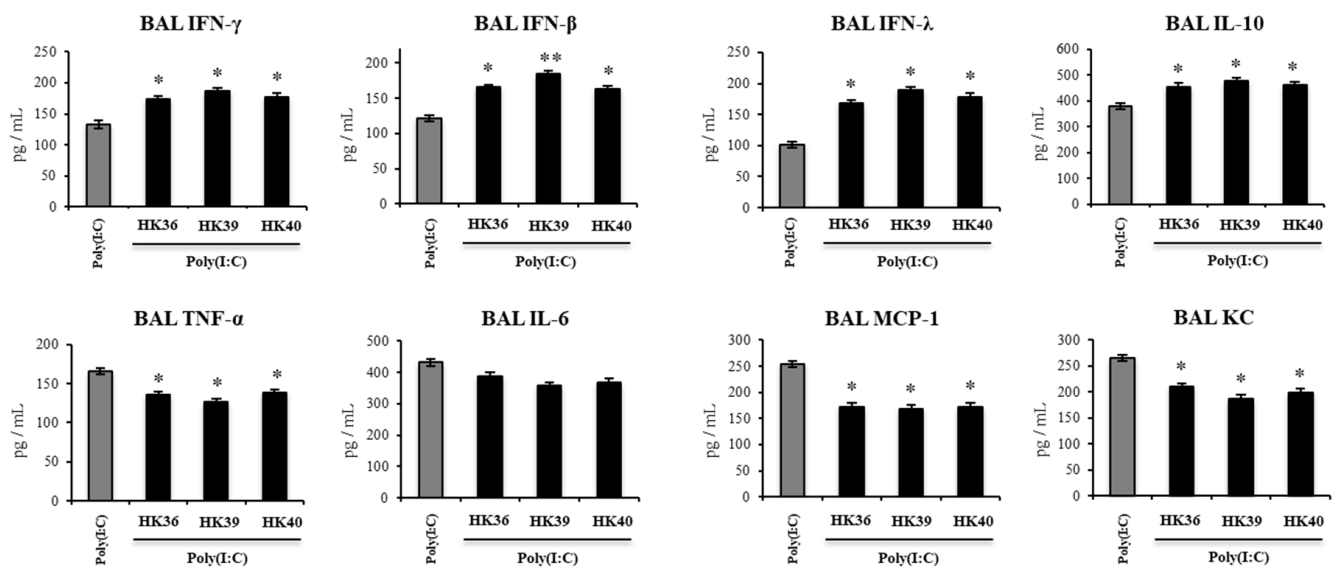 BAL IFN-γ
250
200
150
100
50
0
pg / mL
* * *
Poly(I:C)
HK36 HK39 HK40
Poly(I:C)
BAL IFN-β
200
150
100
50
0
* ** *
Poly(I:C)
HK36 HK39 HK40
Poly(I:C)
BAL IFN-λ
250
200
150
100
50
0
pg / mL
* * *
Poly(I:C)
HK36 HK39 HK40
Poly(I:C)
BAL IL-10
600
500
400
300
200
100
0
pg / mL
* * *
Poly(I:C)
HK36 HK39 HK40
Poly(I:C)
BAL TNF-α
200
150
100
50
0
pg / mL
* * *
Poly(I:C)
HK36 HK39 HK40
Poly(I:C)
BAL IL-6
500
400
300
200
100
0
pg / mL
Poly(I:C)
HK36 HK39 HK40
Poly(I:C)
BAL MCP-1
300
250
200
150
100
50
0
pg / mL
* * *
Poly(I:C)
HK36 HK39 HK40
Poly(I:C)
BAL KC
300
250
200
150
100
50
0
pg / mL
* * *
Poly(I:C)
HK36 HK39 HK40
Poly(I:C)